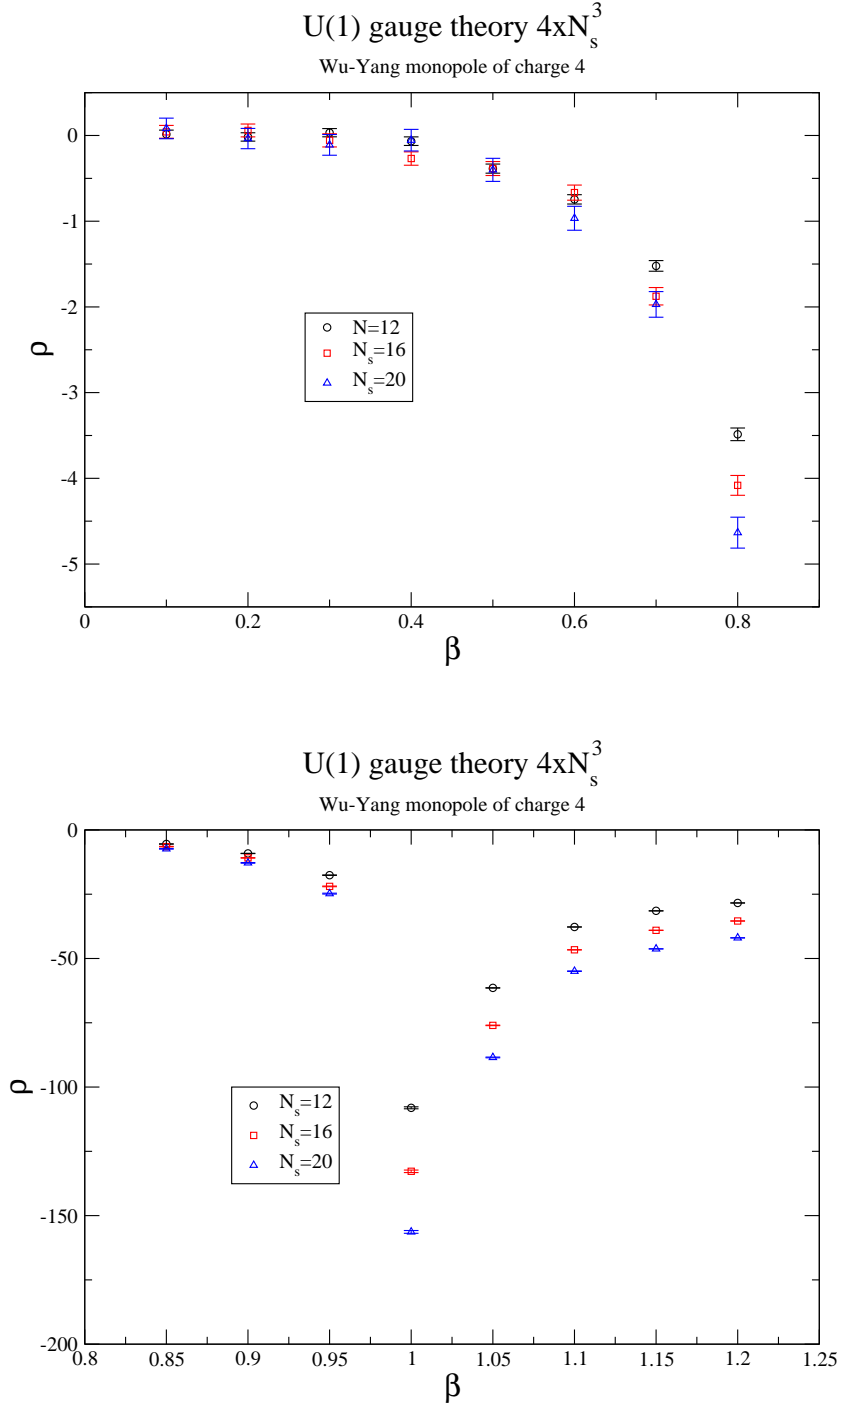 U(1) gauge theory 4xN_s^3
Wu-Yang monopole of charge 4
0
-1
-2
-3
-4
-5
ρ
N=12
N_s=16
N_s=20
0 0.2 0.4 0.6 0.8
β
U(1) gauge theory 4xN_s^3
Wu-Yang monopole of charge 4
0
-50
-100
-150
-200
ρ
N_s=12
N_s=16
N_s=20
0.8 0.85 0.9 0.95 1 1.05 1.1 1.15 1.2 1.25
β